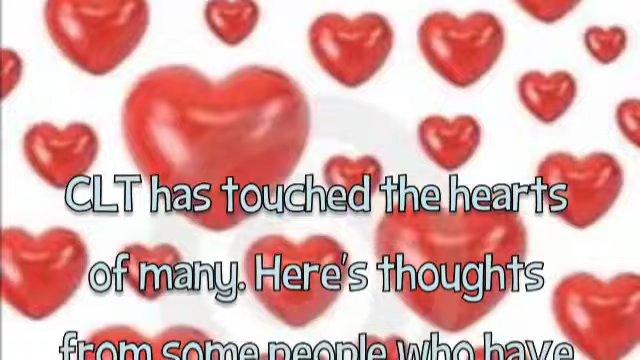 CLT has touched the hearts
of many. Here's thoughts
from some people who have